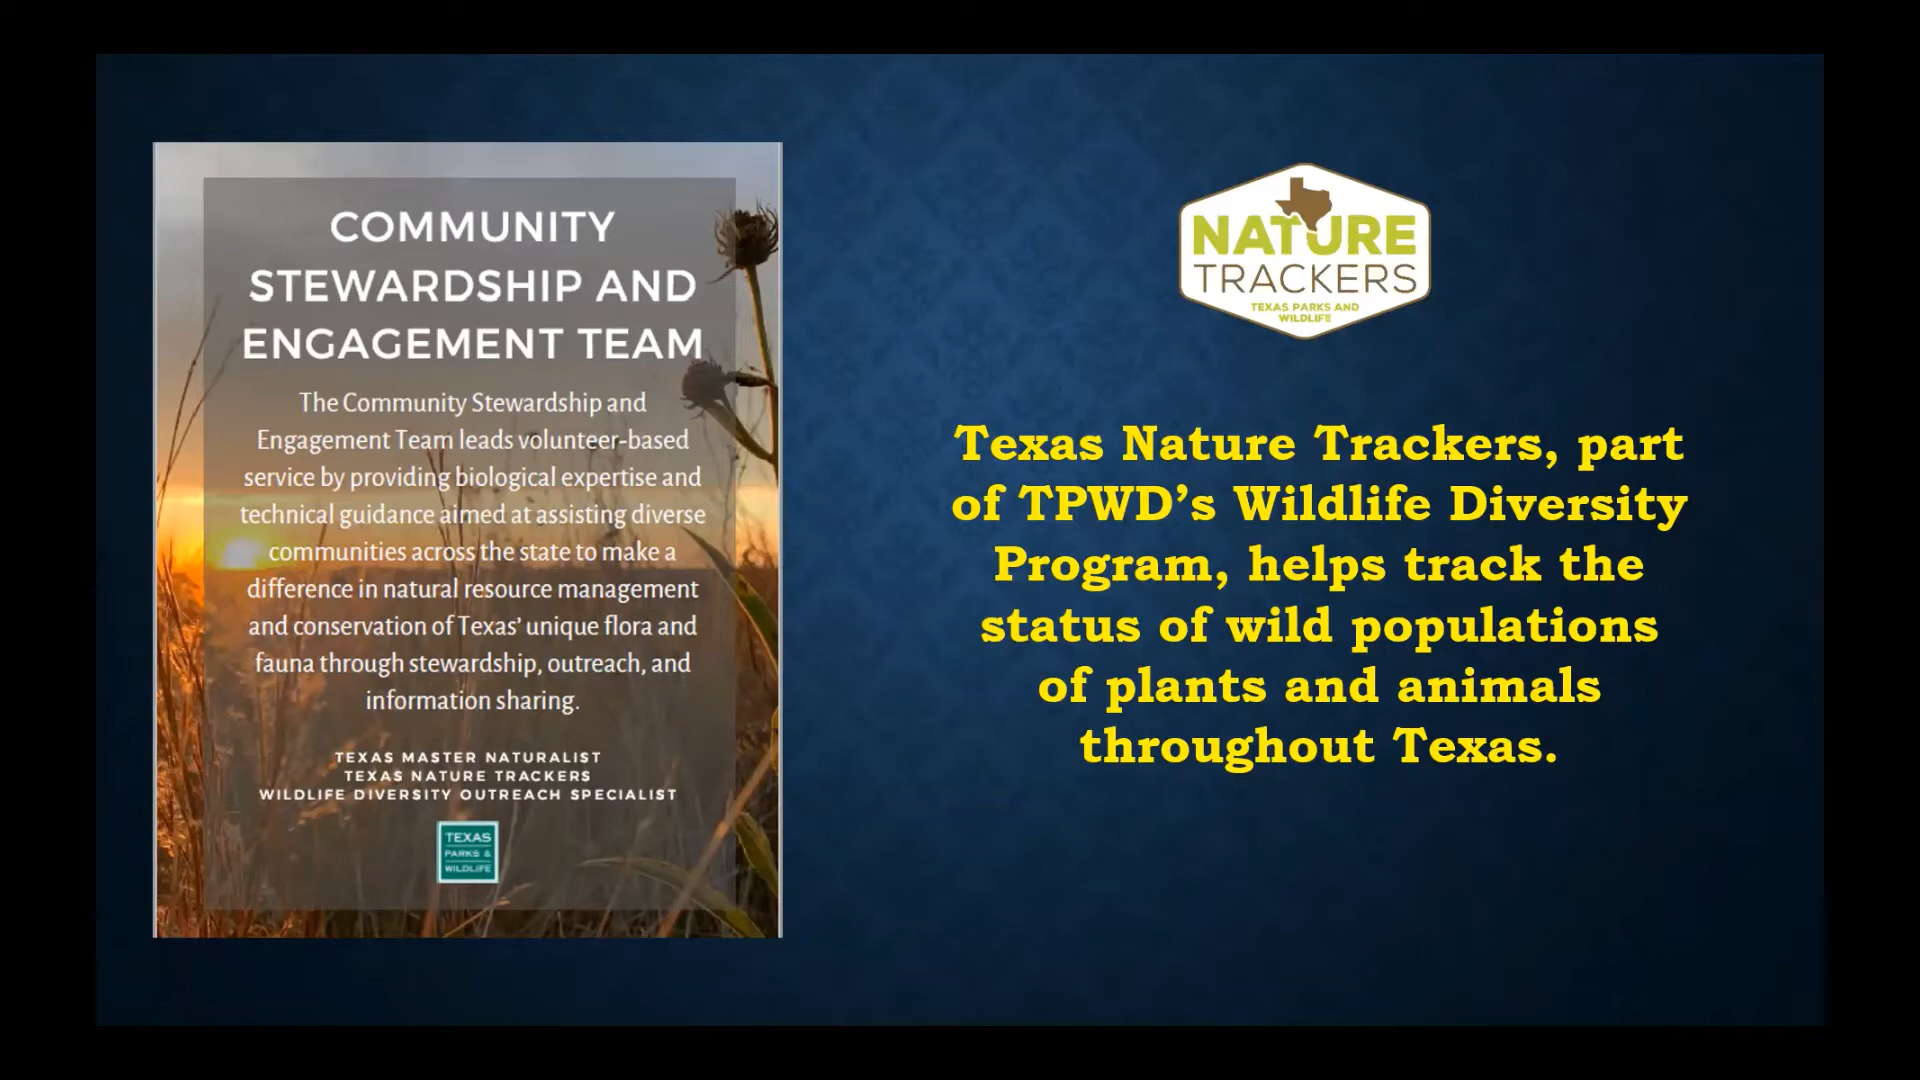 COMMUNITY
STEWARDSHIP AND
ENGAGEMENT TEAM
The Community Stewardship and
Engagement Team leads volunteer-based
service by providing biological expertise and
technical guidance aimed at assisting diverse
communities across the state to make a
difference in natural resource management
and conservation of Texas' unique flora and
fauna through stewardship, outreach, and
information sharing.
TEXAS MASTER NATURALIST
TEXAS NATURE TRACKERS
WILDLIFE DIVERSITY OUTREACH SPECIALIST
TEXAS
PARKS &
WILDLIFE
NATURE
TRACKERS
TEXAS PARKS AND
WILDLIFE
Texas Nature Trackers, part
of TPWD’s Wildlife Diversity
Program, helps track the
status of wild populations
of plants and animals
throughout Texas.